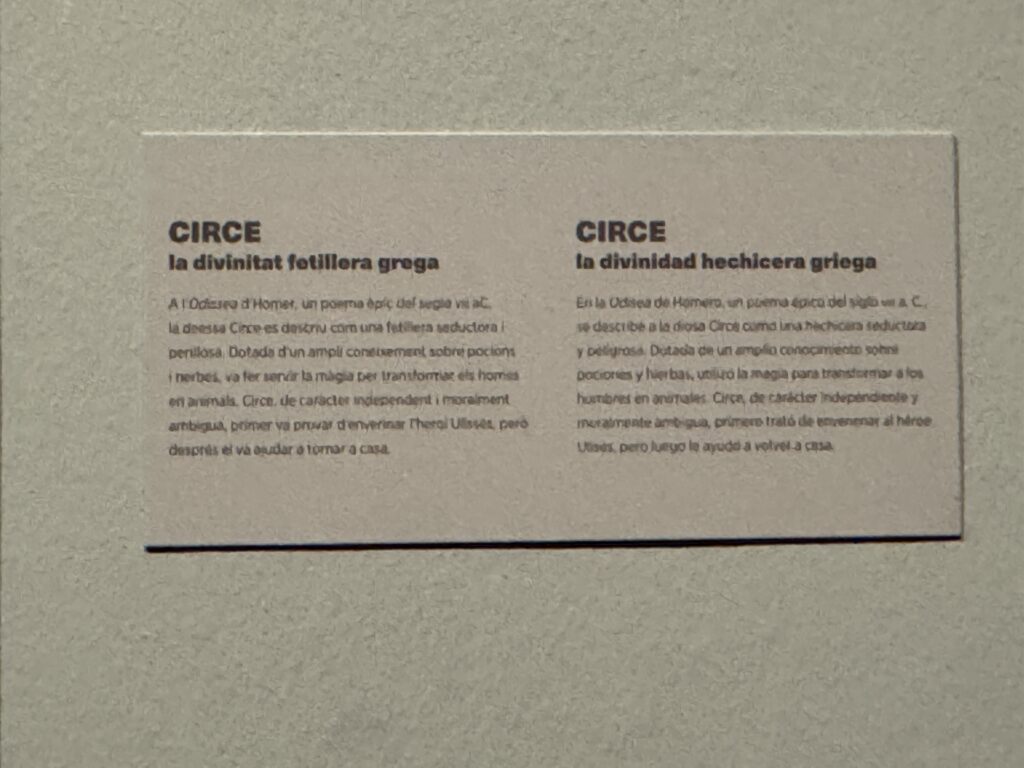 CIRCE
la divinitat fetillera grega
A l'Odissea d'Homer, un poema èpic del segle VIII aC,
la deessa Circe es descriu com una fetillera seductora i
perillosa. Dotada d'un ampli coneixement sobre pocions
i herbes, va fer servir la màgia per transformar els homes
en animals. Circe, de caràcter independent i moralment
ambigua, primer va provar d'enverinar l'heroi Ulisses, però
després el va ajudar a tornar a casa.
CIRCE
la divinidad hechicera griega
En la Odisea de Homero, un poema épico del siglo VIII a. C.,
se describe a la diosa Circe como una hechicera seductora
y peligrosa. Dotada de un amplio conocimiento sobre
pociones y hierbas, utilizó la magia para transformar a los
hombres en animales. Circe, de carácter independiente y
moralmente ambigua, primero trató de envenenar al héroe
Ulises, pero luego le ayudó a volver a casa.